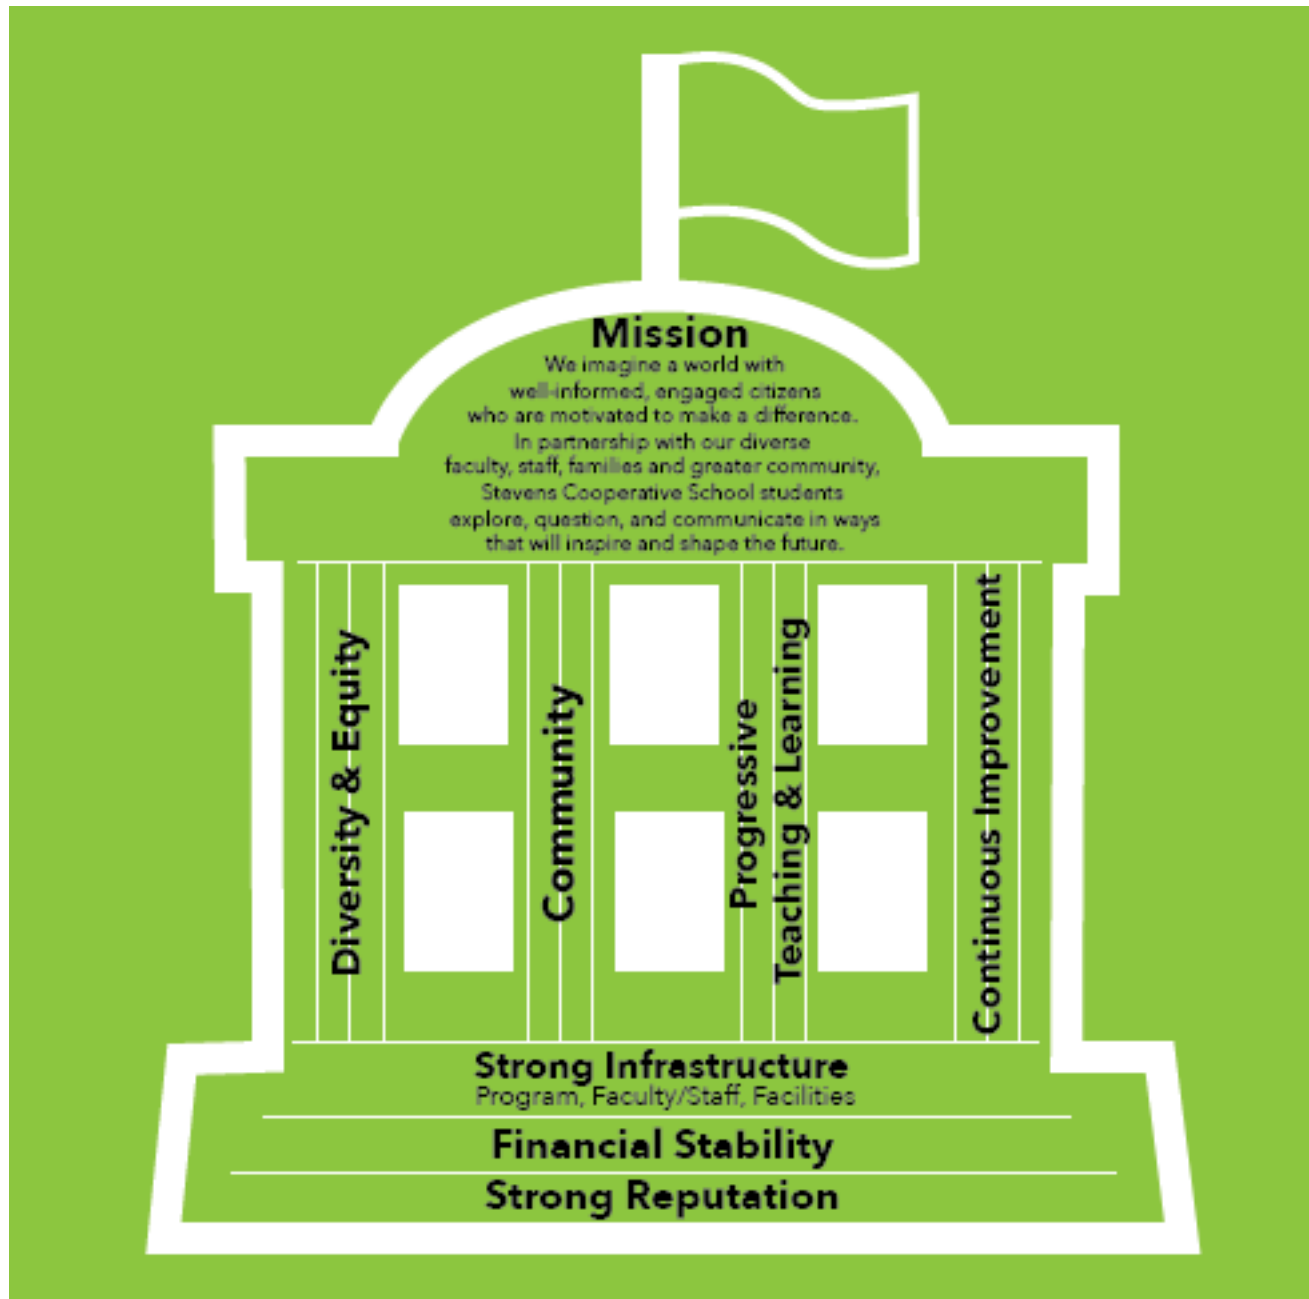 Mission
We imagine a world with
well-informed, engaged citizens
who are motivated to make a difference.
In partnership with our diverse
faculty, staff, families and greater community,
Stevens Cooperative School students
explore, question, and communicate in ways
that will inspire and shape the future.
Diversity & Equity
Community
Progressive
Teaching & Learning
Continuous Improvement
Strong Infrastructure
Program, Faculty/Staff, Facilities
Financial Stability
Strong Reputation